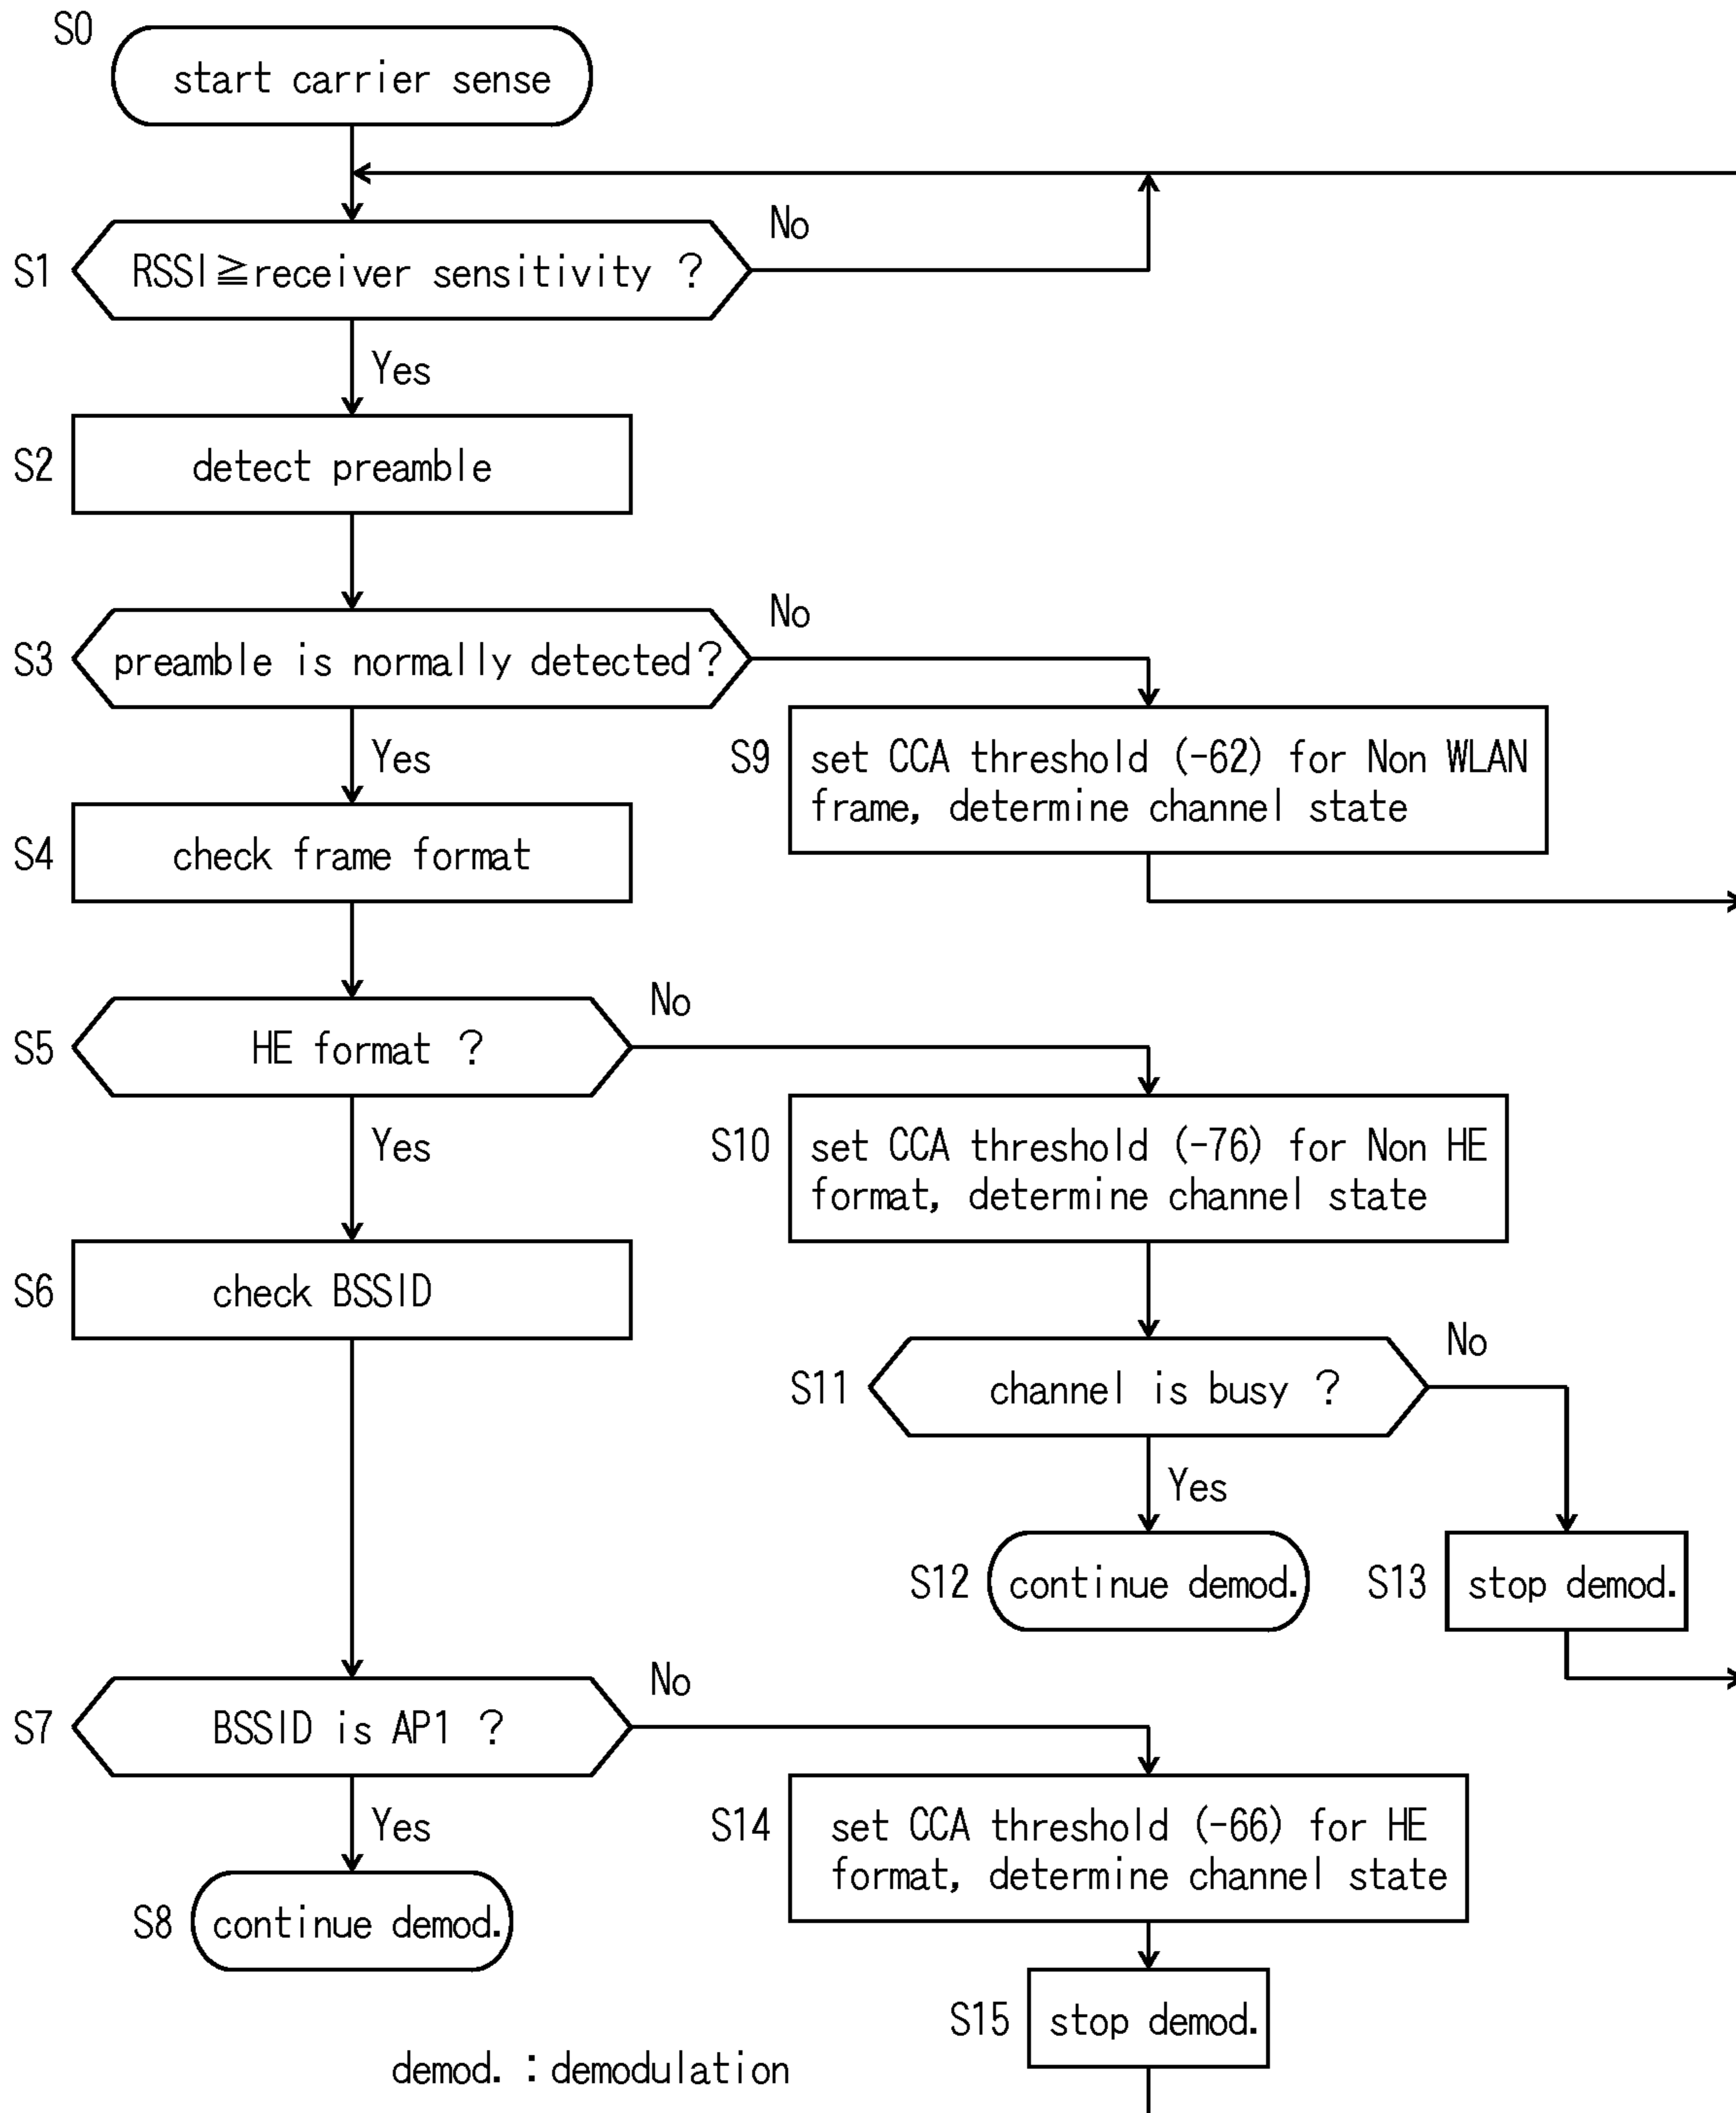 S0
start carrier sense
No
S1
RSSI≧receiver sensitivity ?
Yes
S2
detect preamble
No
S3
preamble is normally detected?
Yes
S9
set CCA threshold (-62) for Non WLAN
frame, determine channel state
S4
check frame format
No
S5
HE format ?
Yes
S10
set CCA threshold (-76) for Non HE
format, determine channel state
S6
check BSSID
No
S11
channel is busy ?
Yes
S12
continue demod.
S13
stop demod.
No
S7
BSSID is AP1 ?
Yes
S14
set CCA threshold (-66) for HE
format, determine channel state
S8
continue demod.
S15
stop demod.
demod. : demodulation